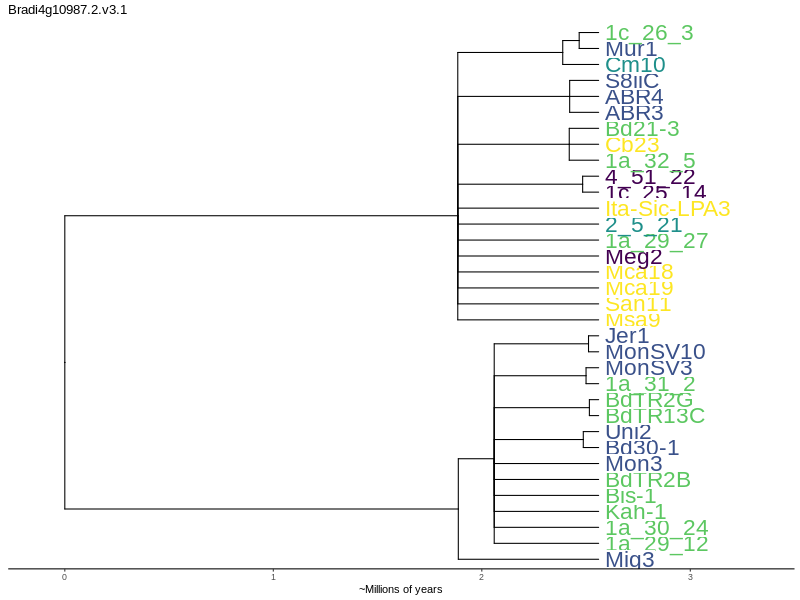 Bradi4g10987.2.v3.1
1c_26_3
Mur1
Cm10
S8iiC
ABR4
ABR3
Bd21-3
Cb23
1a_32_5
4_51_22
1c_25_14
Ita-Sic-LPA3
2_5_21
1a_29_27
Meg2
Mca18
Mca19
San11
Msa9
Jer1
MonSV10
MonSV3
1a_31_2
BdTR2G
BdTR13C
Uni2
Bd30-1
Mon3
BdTR2B
Bis-1
Kah-1
1a_30_24
1a_29_12
Mig3
0 1 2 3
~Millions of years